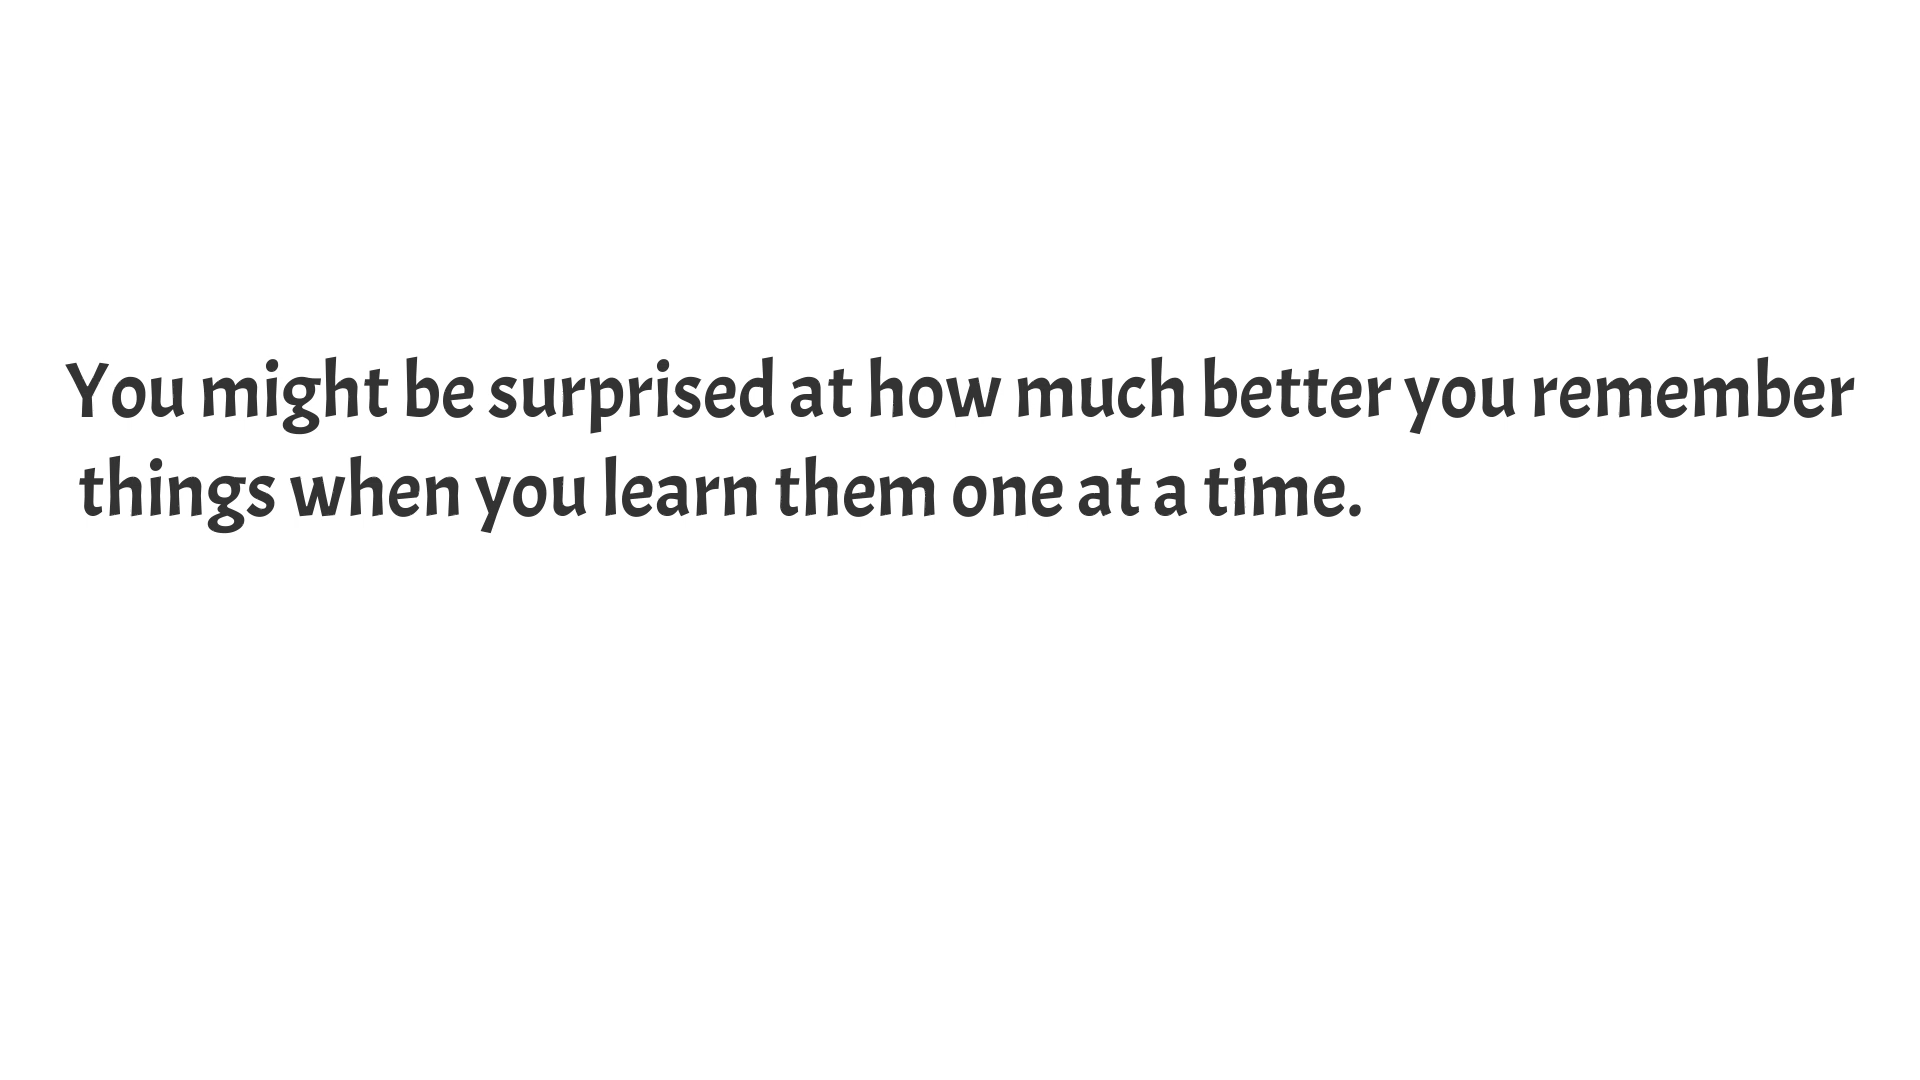 You might be surprised at how much better you remember
things when you learn them one at a time.